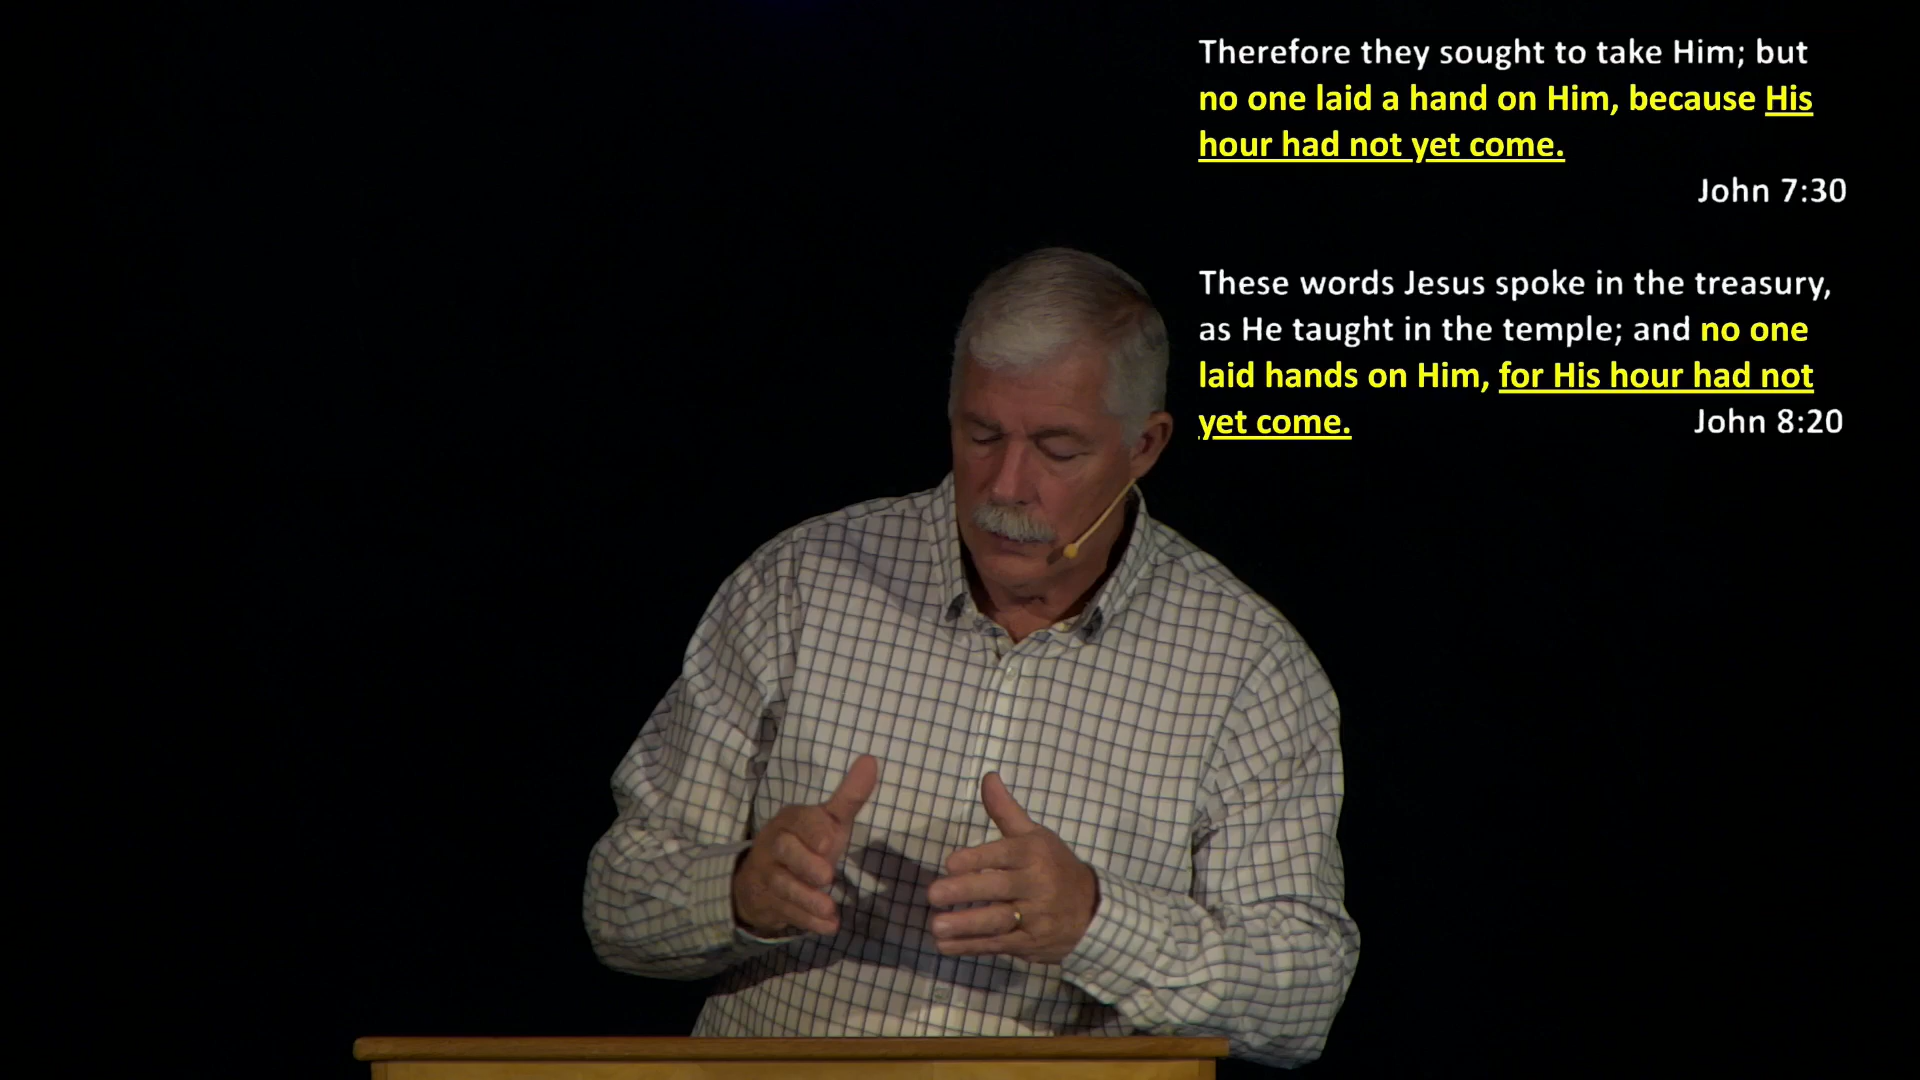 Therefore they sought to take Him; but
no one laid a hand on Him, because His
hour had not yet come.
John 7:30
These words Jesus spoke in the treasury,
as He taught in the temple; and no one
laid hands on Him, for His hour had not
yet come. John 8:20